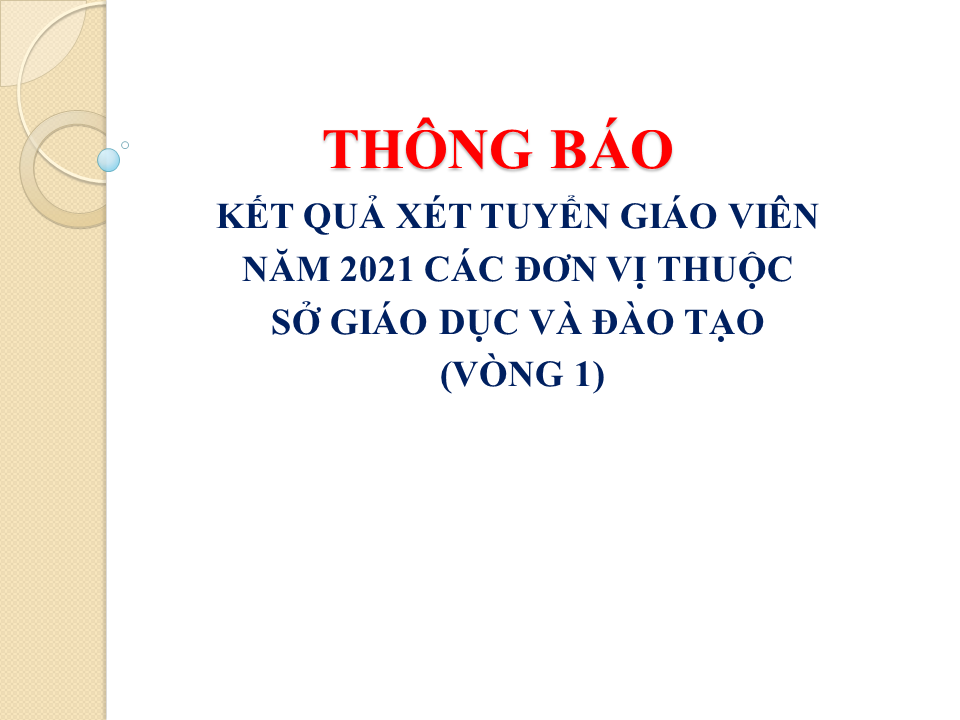 THÔNG BÁO
KẾT QUẢ XÉT TUYỂN GIÁO VIÊN
NĂM 2021 CÁC ĐƠN VỊ THUỘC
SỞ GIÁO DỤC VÀ ĐÀO TẠO
(VÒNG 1)